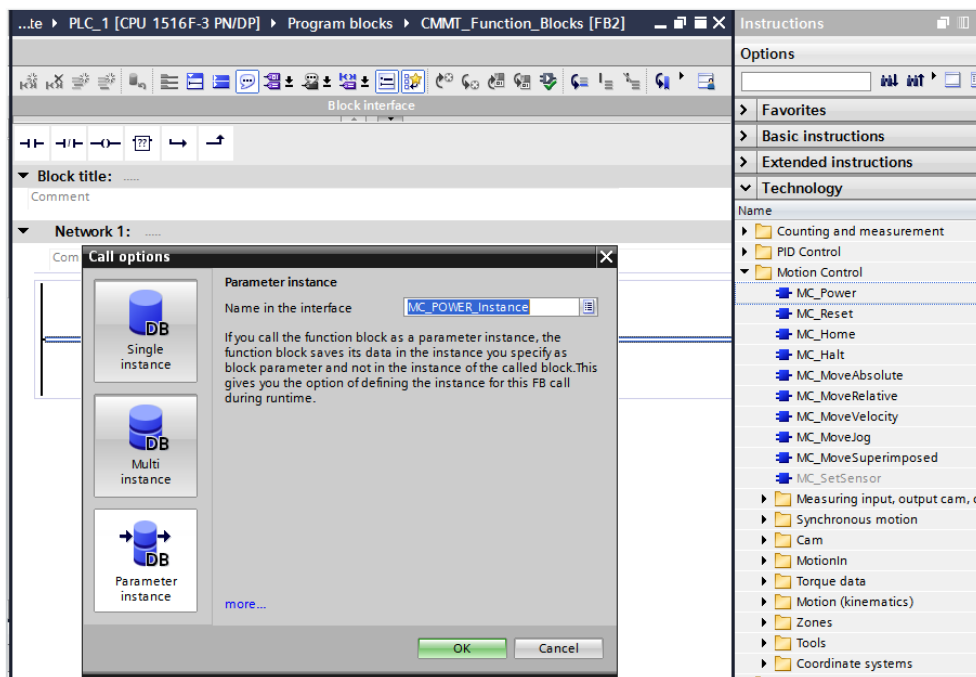 ...te ▸ PLC_1 [CPU 1516F-3 PN/DP] ▸ Program blocks ▸ CMMT_Function_Blocks [FB2]
Block interface
??
Block title: .....
Comment
Network 1: .....
Com
Call options
DB
Single
instance
DB
Multi
instance
DB
Parameter
instance
Parameter instance
Name in the interface
MC_POWER_Instance
If you call the function block as a parameter instance, the
function block saves its data in the instance you specify as
block parameter and not in the instance of the called block.This
gives you the option of defining the instance for this FB call
during runtime.
more...
OK
Cancel
Instructions
Options
Favorites
Basic instructions
Extended instructions
Technology
Name
Counting and measurement
PID Control
Motion Control
MC_Power
MC_Reset
MC_Home
MC_Halt
MC_MoveAbsolute
MC_MoveRelative
MC_MoveVelocity
MC_MoveJog
MC_MoveSuperimposed
MC_SetSensor
Measuring input, output cam,
Synchronous motion
Cam
MotionIn
Torque data
Motion (kinematics)
Zones
Tools
Coordinate systems